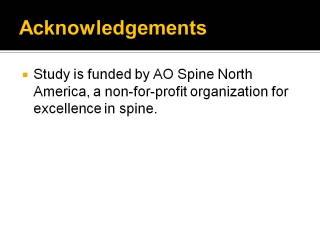 Acknowledgements
Study is funded by AO Spine North
America, a non-for-profit organization for
excellence in spine.